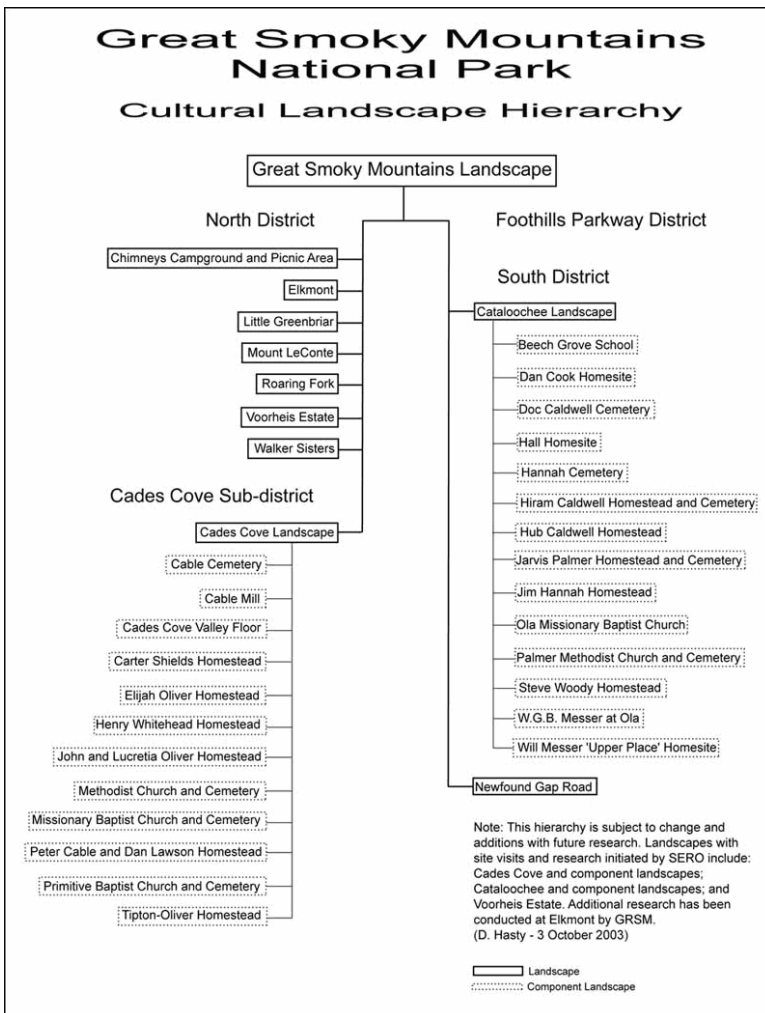 Great Smoky Mountains
National Park
Cultural Landscape Hierarchy
Great Smoky Mountains Landscape
North District
Chimneys Campground and Picnic Area
Elkmont
Little Greenbriar
Mount LeConte
Roaring Fork
Voorheis Estate
Walker Sisters
Cades Cove Sub-district
Cades Cove Landscape
Cable Cemetery
Cable Mill
Cades Cove Valley Floor
Carter Shields Homestead
Elijah Oliver Homestead
Henry Whitehead Homestead
John and Lucretia Oliver Homestead
Methodist Church and Cemetery
Missionary Baptist Church and Cemetery
Peter Cable and Dan Lawson Homestead
Primitive Baptist Church and Cemetery
Tipton-Oliver Homestead
Foothills Parkway District
South District
Cataloochee Landscape
Beech Grove School
Dan Cook Homesite
Doc Caldwell Cemetery
Hall Homesite
Hannah Cemetery
Hiram Caldwell Homestead and Cemetery
Hub Caldwell Homestead
Jarvis Palmer Homestead and Cemetery
Jim Hannah Homestead
Ola Missionary Baptist Church
Palmer Methodist Church and Cemetery
Steve Woody Homestead
W.G.B. Messer at Ola
Will Messer 'Upper Place' Homesite
Newfound Gap Road
Note: This hierarchy is subject to change and
additions with future research. Landscapes with
site visits and research initiated by SERO include:
Cades Cove and component landscapes;
Cataloochee and component landscapes; and
Voorheis Estate. Additional research has been
conducted at Elkmont by GRSM.
(D. Hasty - 3 October 2003)
Landscape
Component Landscape